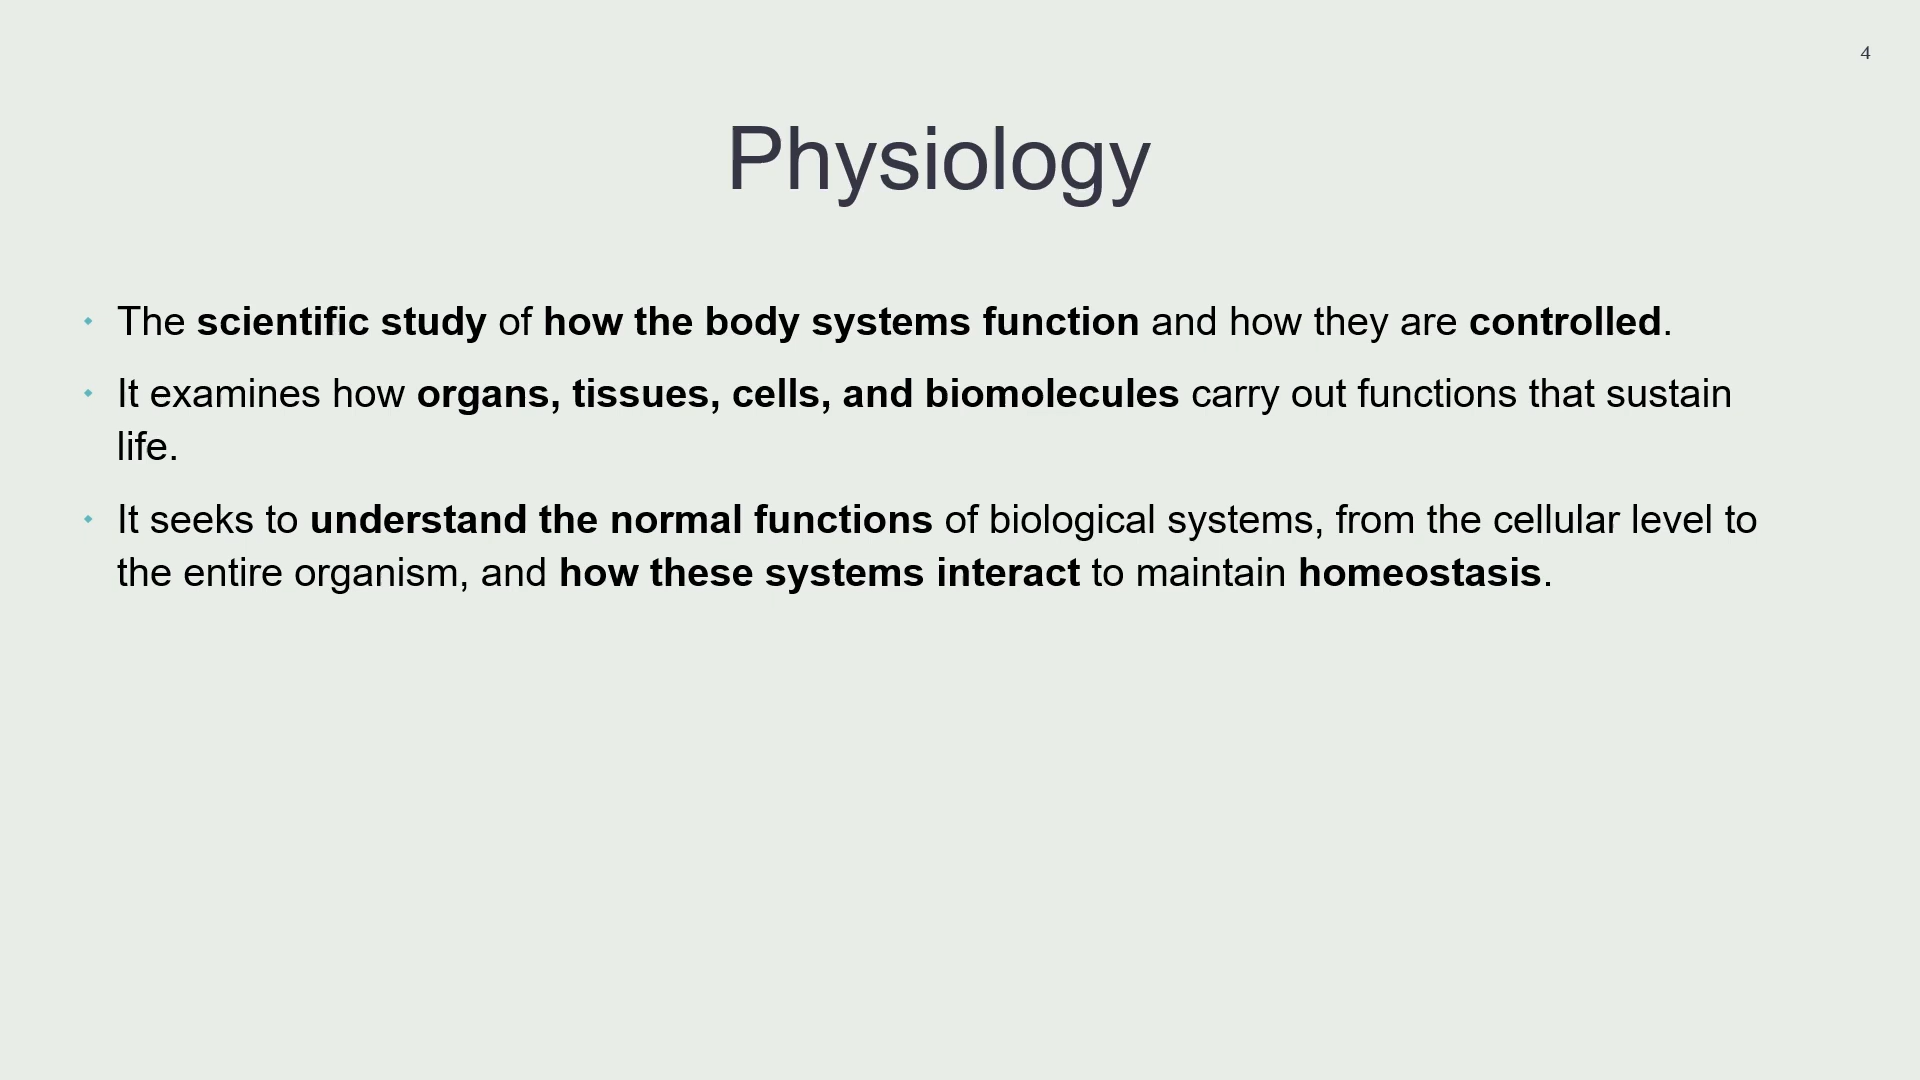 4
Physiology
The scientific study of how the body systems function and how they are controlled.
It examines how organs, tissues, cells, and biomolecules carry out functions that sustain
life.
It seeks to understand the normal functions of biological systems, from the cellular level to
the entire organism, and how these systems interact to maintain homeostasis.